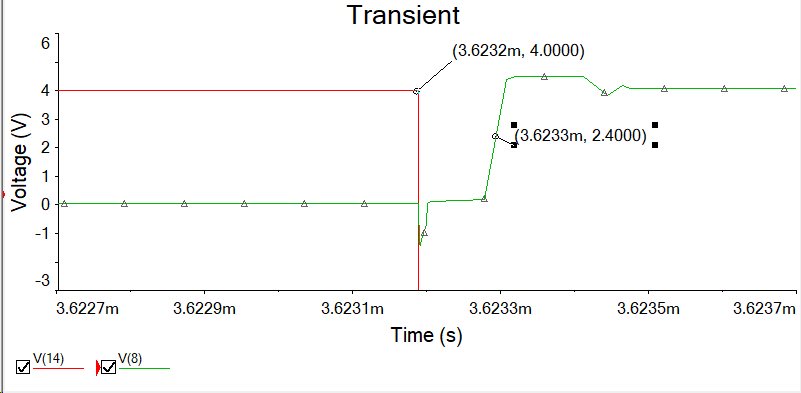 Transient
(3.6232m, 4.0000)
(3.6233m, 2.4000)
Voltage (V)
6
4
3
2
1
0
-1
-3
3.6227m 3.6229m 3.6231m 3.6233m 3.6235m 3.6237m
Time (s)
V(14) V(8)